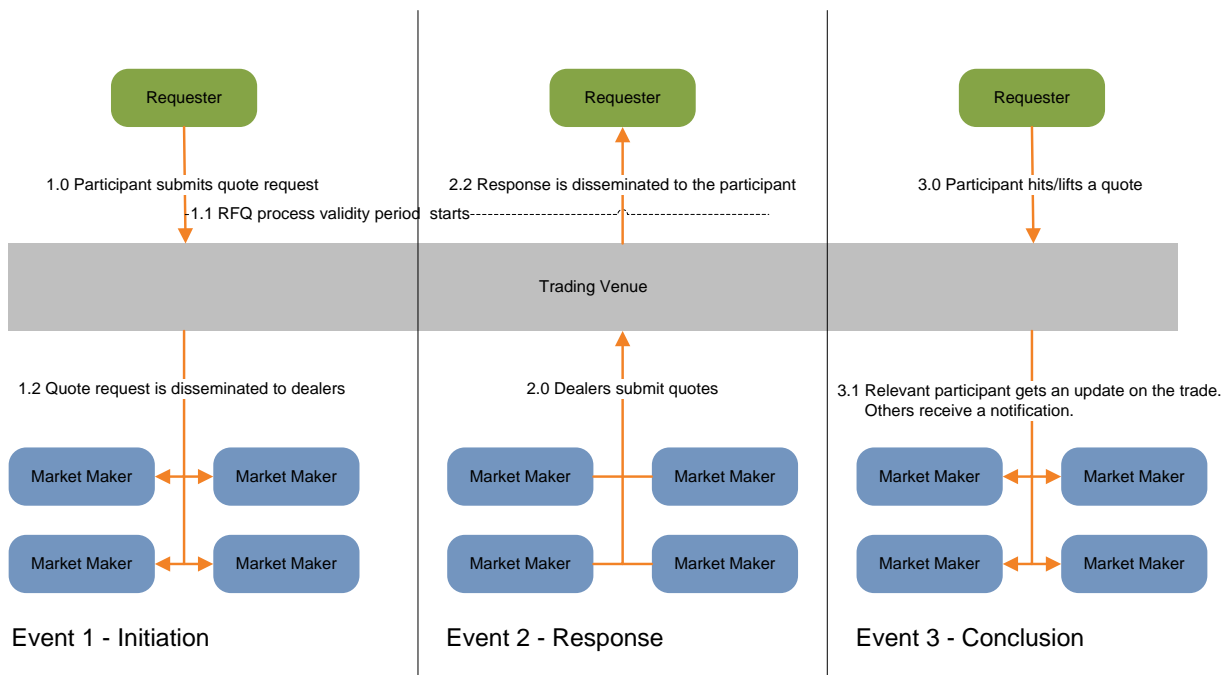 Requester
Requester
Requester
1.0 Participant submits quote request
2.2 Response is disseminated to the participant
3.0 Participant hits/lifts a quote
1.1 RFQ process validity period starts
Trading Venue
1.2 Quote request is disseminated to dealers
2.0 Dealers submit quotes
3.1 Relevant participant gets an update on the trade.
Others receive a notification.
Market Maker
Market Maker
Market Maker
Market Maker
Market Maker
Market Maker
Market Maker
Market Maker
Market Maker
Market Maker
Market Maker
Market Maker
Event 1 - Initiation
Event 2 - Response
Event 3 - Conclusion